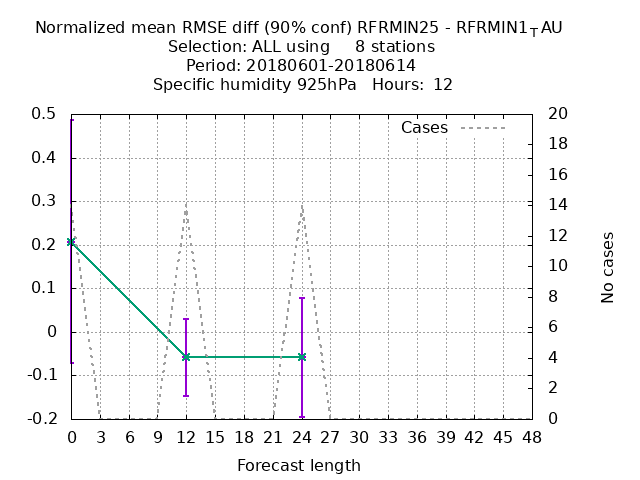 Normalized mean RMSE diff (90% conf) RFRMIN25 - RFRMIN1TAU
Selection: ALL using 8 stations
Period: 20180601-20180614
Specific humidity 925hPa Hours: 12
Cases
0.5
0.4
0.3
0.2
0.1
0
-0.1
-0.2
20
18
16
14
12
10
8
6
4
2
0
No cases
0 3 6 9 12 15 18 21 24 27 30 33 36 39 42 45 48
Forecast length